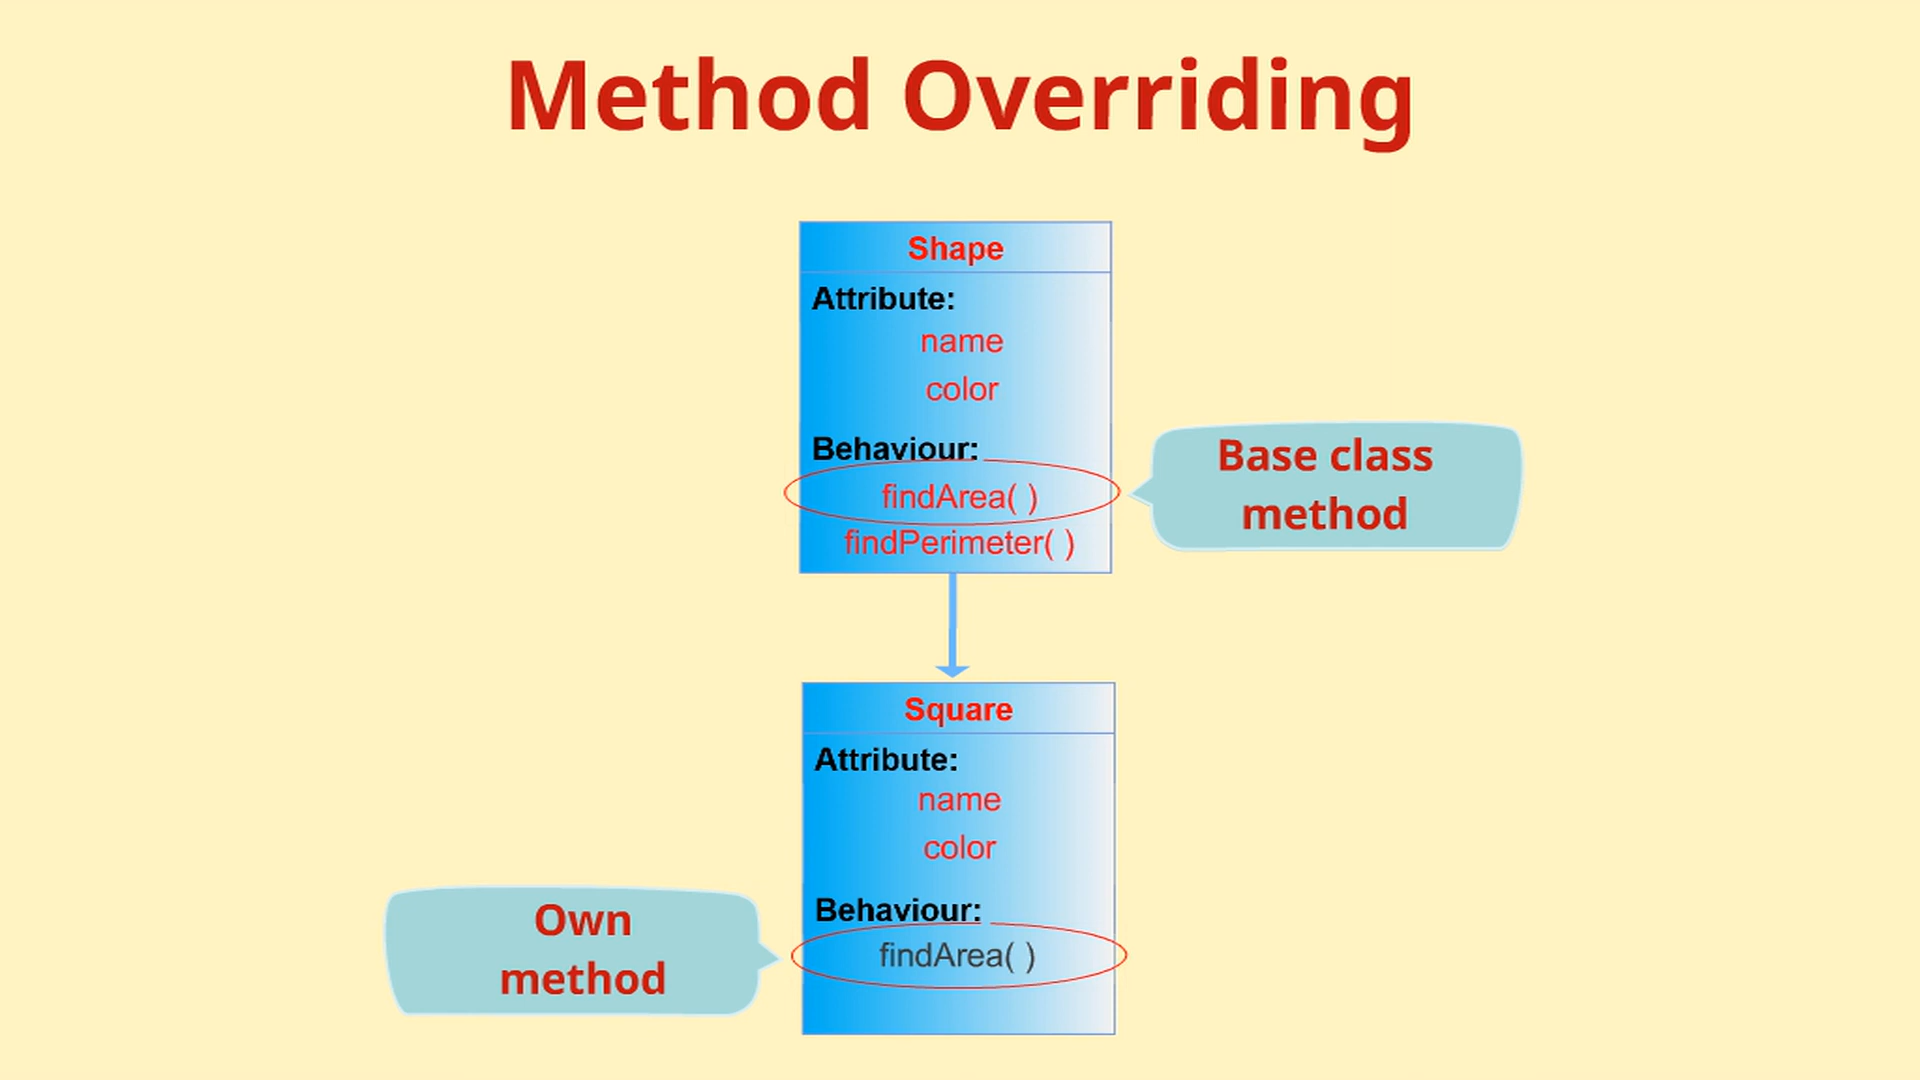 Method Overriding
Shape
Attribute:
name
color
Behaviour:
findArea( )
findPerimeter( )
Base class
method
Square
Attribute:
name
color
Behaviour:
findArea( )
Own
method